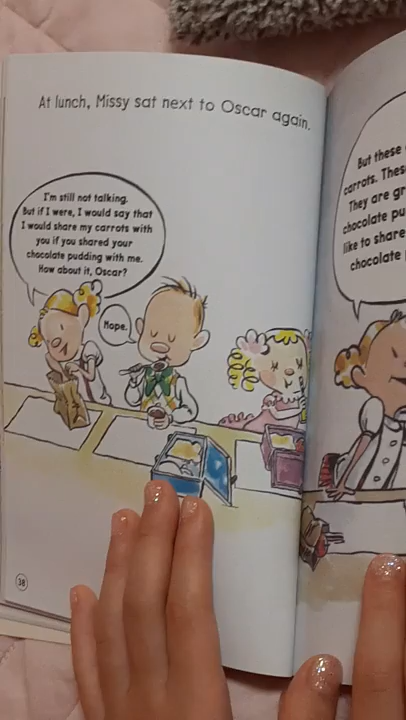 At lunch, Missy sat next to Oscar again.
I'm still not talking.
But if I were, I would say that
I would share my carrots with
you if you shared your
chocolate pudding with me.
How about it, Oscar?
Nope.
38
But these
carrots. These
They are
chocolate
like to share
chocolate